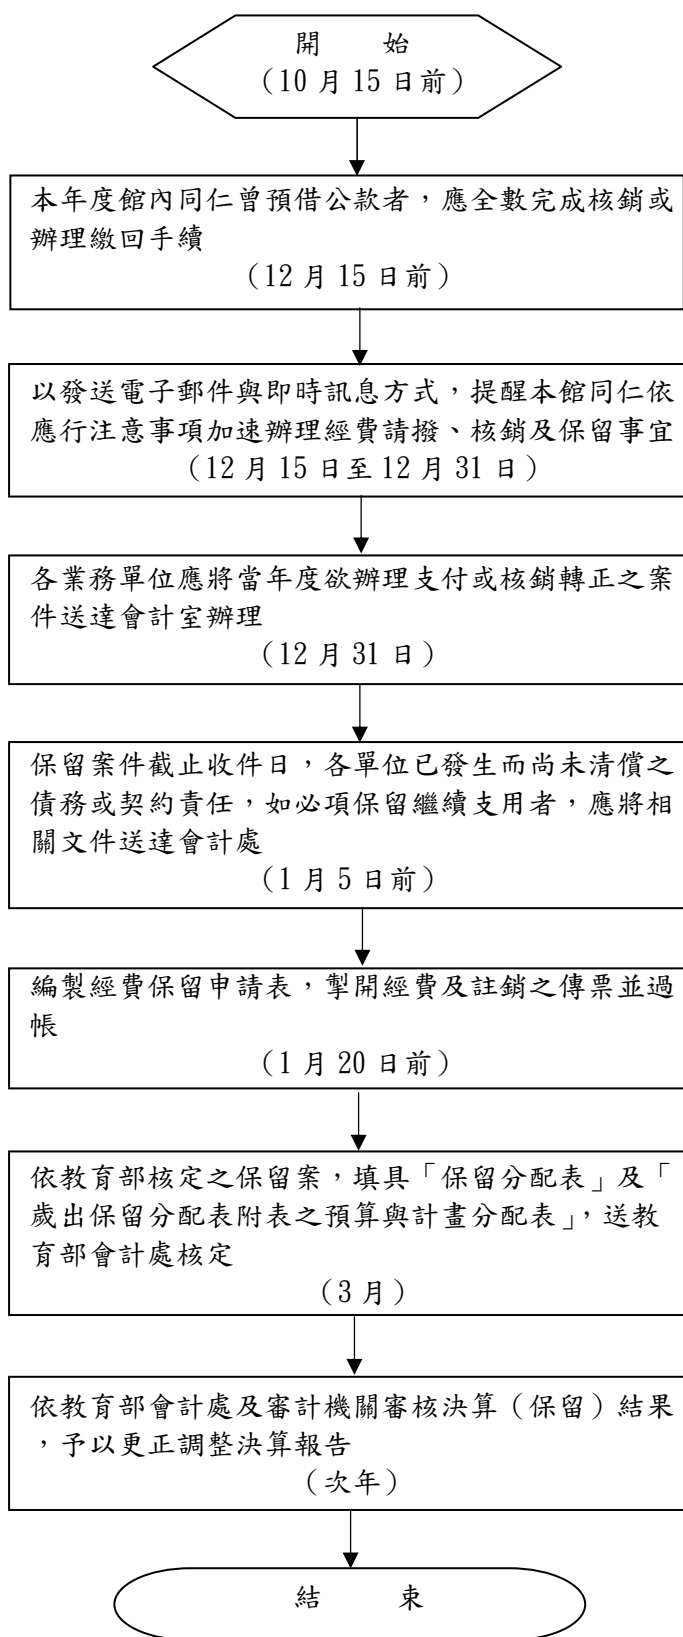 開　　始
（10 月 15 日前）
本年度館內同仁曾預借公款者，應全數完成核銷或
辦理繳回手續
（12 月 15 日前）
以發送電子郵件與即時訊息方式，提醒本館同仁依
應行注意事項加速辦理經費請撥、核銷及保留事宜
（12 月 15 日至 12 月 31 日）
各業務單位應將當年度欲辦理支付或核銷轉正之案
件送達會計室辦理
（12 月 31 日）
保留案件截止收件日，各單位已發生而尚未清償之
債務或契約責任，如必項保留繼續支用者，應將相
關文件送達會計處
（1 月 5 日前）
編製經費保留申請表，掣開經費及註銷之傳票並過
帳
（1 月 20 日前）
依教育部核定之保留案，填具「保留分配表」及「
歲出保留分配表附表之預算與計畫分配表」，送教
育部會計處核定
（3 月）
依教育部會計處及審計機關審核決算（保留）結果
，予以更正調整決算報告
（次年）
結　　束